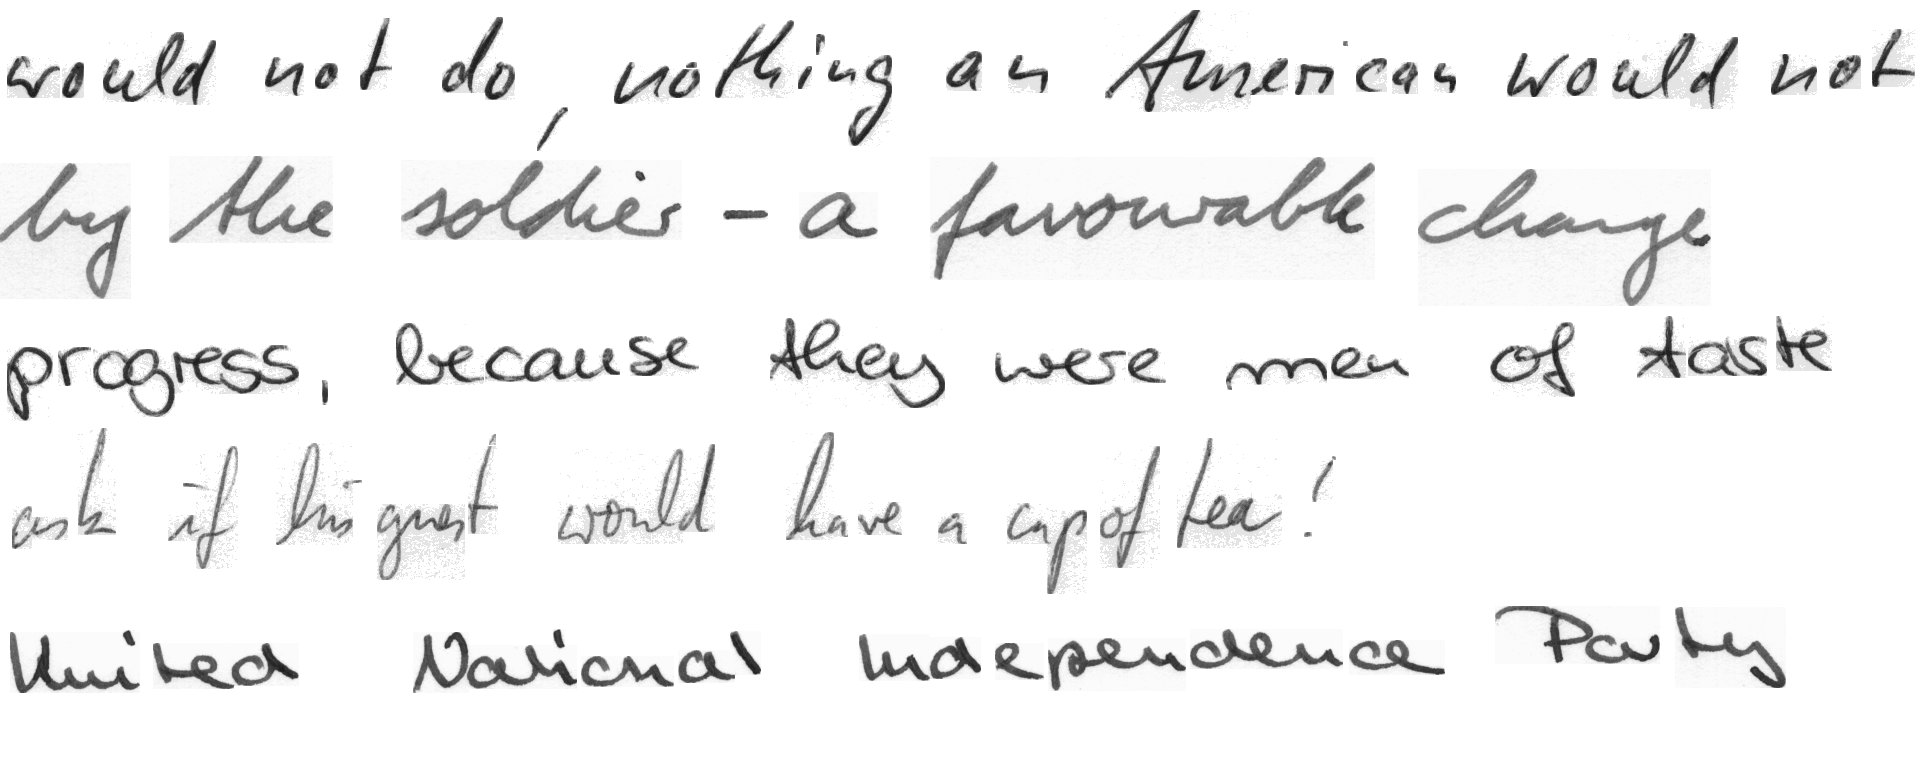 would not do, nothing an American would not
by the soldier - a favourable change
progress, because they were men of taste
ask if his guest would have a cup of tea!
United National Independence Party